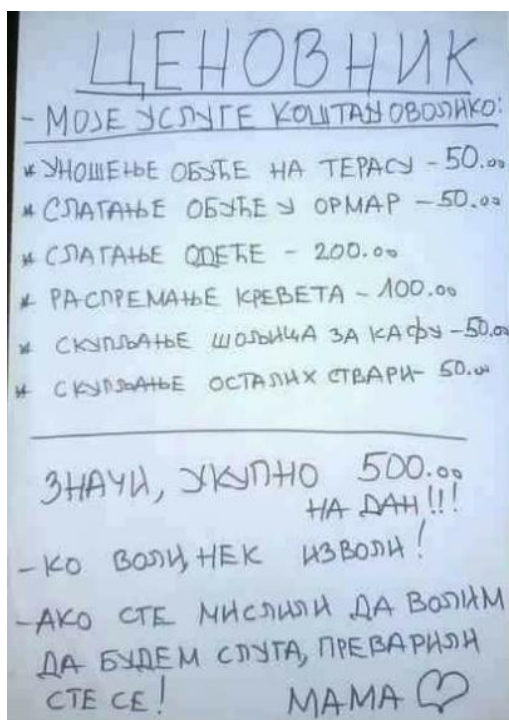 ЦЕНОВНИК
- МОЈЕ УСЛУГЕ КОШТАЈУ ОВОЛИКО:
* УНОШЕЊЕ ОБУЋЕ НА ТЕРАСУ - 50.00
* СЛАГАЊЕ ОБУЋЕ У ОРМАР - 50.00
* СЛАГАЊЕ ОДЕЋЕ - 200.00
* РАСПРЕМАЊЕ КРЕВЕТА - 100.00
* СКУПЉАЊЕ ШОЉИЦА ЗА КАФУ - 50.00
* СКУПЉАЊЕ ОСТАЛИХ СТВАРИ - 50.00
ЗНАЧИ, УКУПНО 500.00
НА ДАН!!!
- КО ВОЛИ, НЕК ИЗВОЛИ!
- АКО СТЕ МИСЛИЛИ ДА ВОЛИМ
ДА БУДЕМ СЛУГА, ПРЕВАРИЛИ
СТЕ СЕ! МАМА ♡